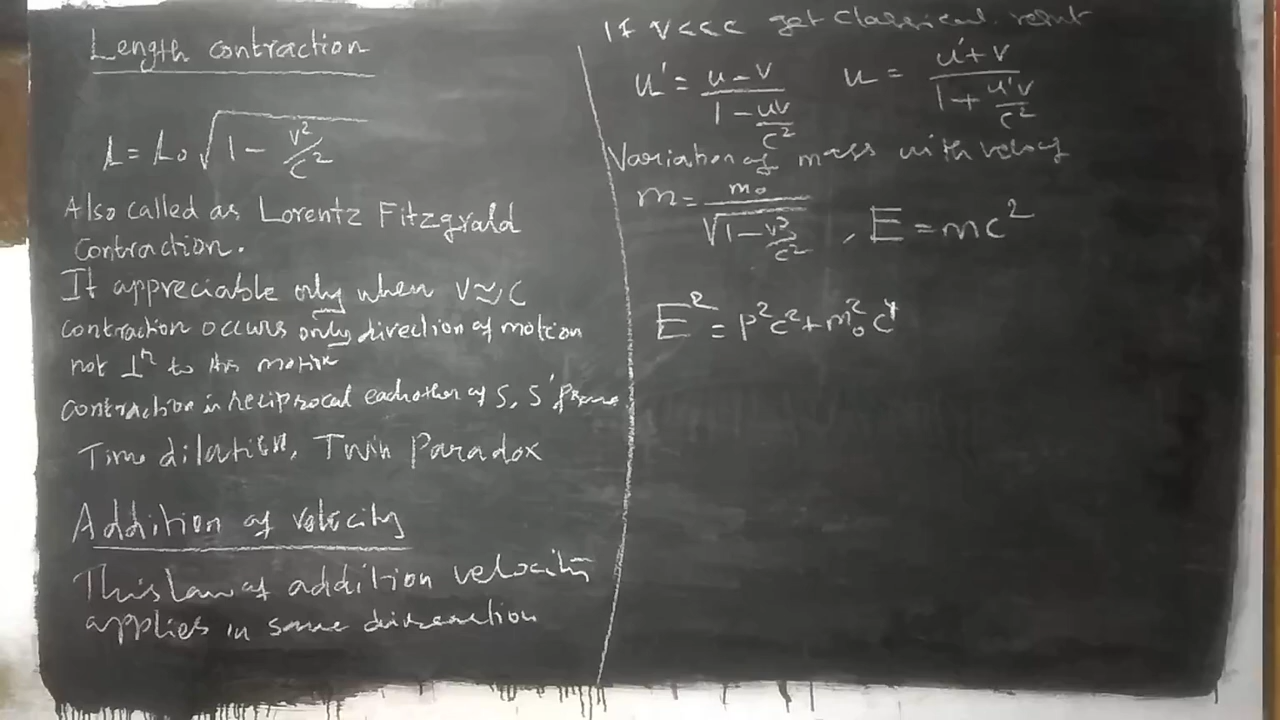 Length contraction
L = L₀ √(1 - v²/c²)
Also called as Lorentz Fitzgrald
contraction.
It appreciable only when v ≈ c
contraction occurs only direction of motion
not ⊥ⁿ to this motion
contraction is reciprocal eachother of S, S' frame
Time dilation, Twin Paradox
Addition of velocity
This law of addition velocity
applies in same
If v <<< c get classical result
u' = (u - v)/(1 - uv/c²) u = (u' + v)/(1 + u'v/c²)
Variation of mass with velocity
m = m₀/√(1 - v²/c²) , E = mc²
E² = p²c² + m₀²c⁴